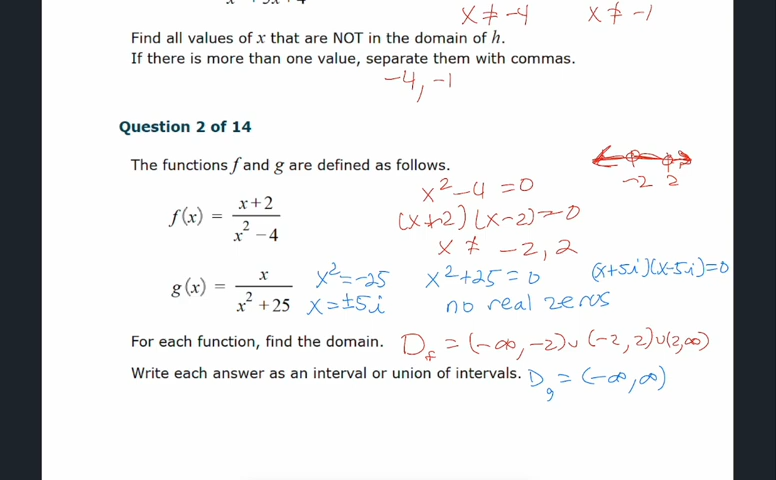 x ≠ -4 x ≠ -1
Find all values of x that are NOT in the domain of h.
If there is more than one value, separate them with commas.
-4, -1
Question 2 of 14
The functions f and g are defined as follows.
-2 2
x² - 4 = 0
f(x) = (x+2)/(x² - 4)
(x+2)(x-2) = 0
x ≠ -2, 2
g(x) = x/(x² + 25)
x² = -25 x² + 25 = 0 (x+5i)(x-5i) = 0
x = ±5i no real zeros
For each function, find the domain. D_f = (-∞, -2) ∪ (-2, 2) ∪ (2, ∞)
Write each answer as an interval or union of intervals. D_g = (-∞, ∞)